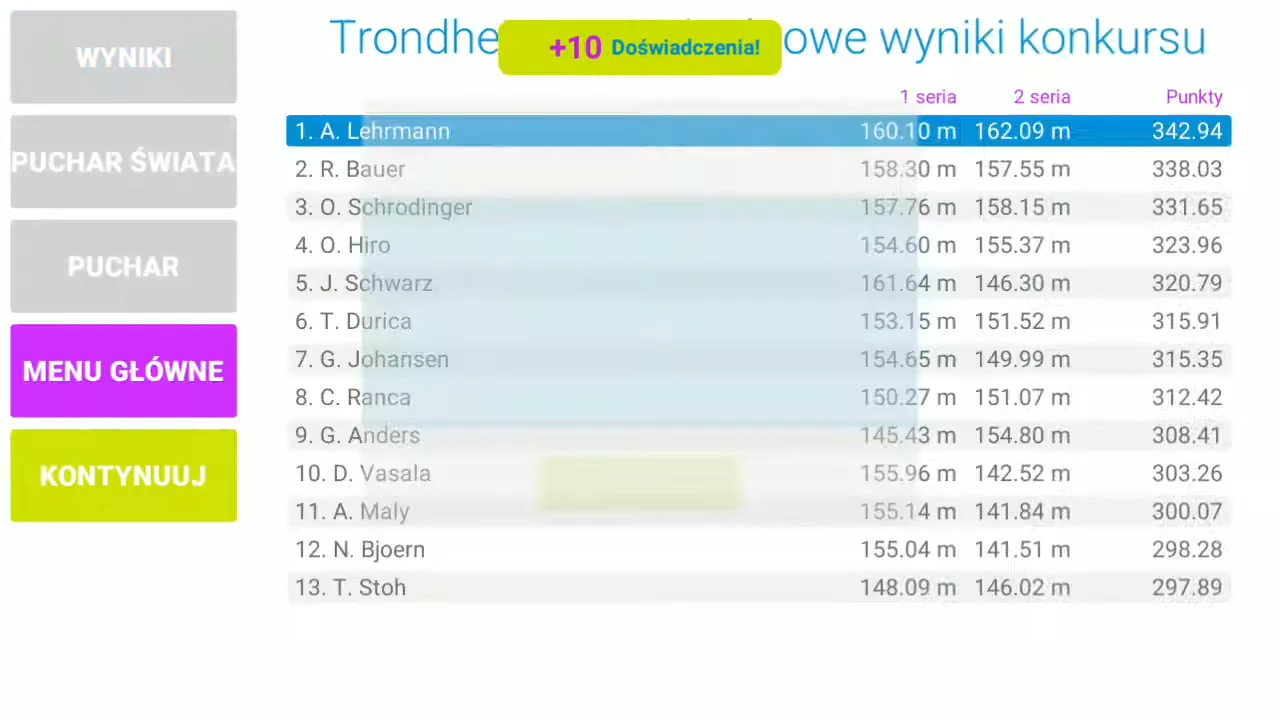 WYNIKI
PUCHAR ŚWIATA
PUCHAR
MENU GŁÓWNE
KONTYNUUJ
+10 Doświadczenia!
wyniki konkursu
1 seria 2 seria Punkty
1. A. Lehrmann 160.10 m 162.09 m 342.94
2. R. Bauer 158.30 m 157.55 m 338.03
3. O. Schrodinger 157.76 m 158.15 m 331.65
4. O. Hiro 154.60 m 155.37 m 323.96
5. J. Schwarz 161.64 m 146.30 m 320.79
6. T. Durica 153.15 m 151.52 m 315.91
7. G. Johansen 154.65 m 149.99 m 315.35
8. C. Ranca 150.27 m 151.07 m 312.42
9. G. Anders 145.43 m 154.80 m 308.41
10. D. Vasala 155.96 m 142.52 m 303.26
11. A. Maly 155.14 m 141.84 m 300.07
12. N. Bjoern 155.04 m 141.51 m 298.28
13. T. Stoh 148.09 m 146.02 m 297.89